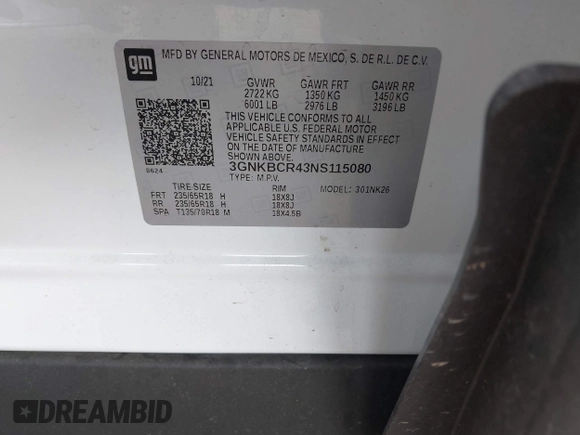 gm
MFD BY GENERAL MOTORS DE MEXICO, S. DE R.L. DE C.V.
10/21 GVWR GAWR FRT GAWR RR
2722 KG 1350 KG 1450 KG
6001 LB 2976 LB 3196 LB
THIS VEHICLE CONFORMS TO ALL
APPLICABLE U.S. FEDERAL MOTOR
VEHICLE SAFETY STANDARDS IN EFFECT
ON THE DATE OF MANUFACTURE
SHOWN ABOVE.
0624 3GNKBCR43NS115080
TYPE: M.P.V.
TIRE SIZE RIM MODEL: 301NK26
FRT 235/65R18 H 18X8J
RR 235/65R18 H 18X8J
SPA T135/70R18 M 18X4.5B
DREAMBID